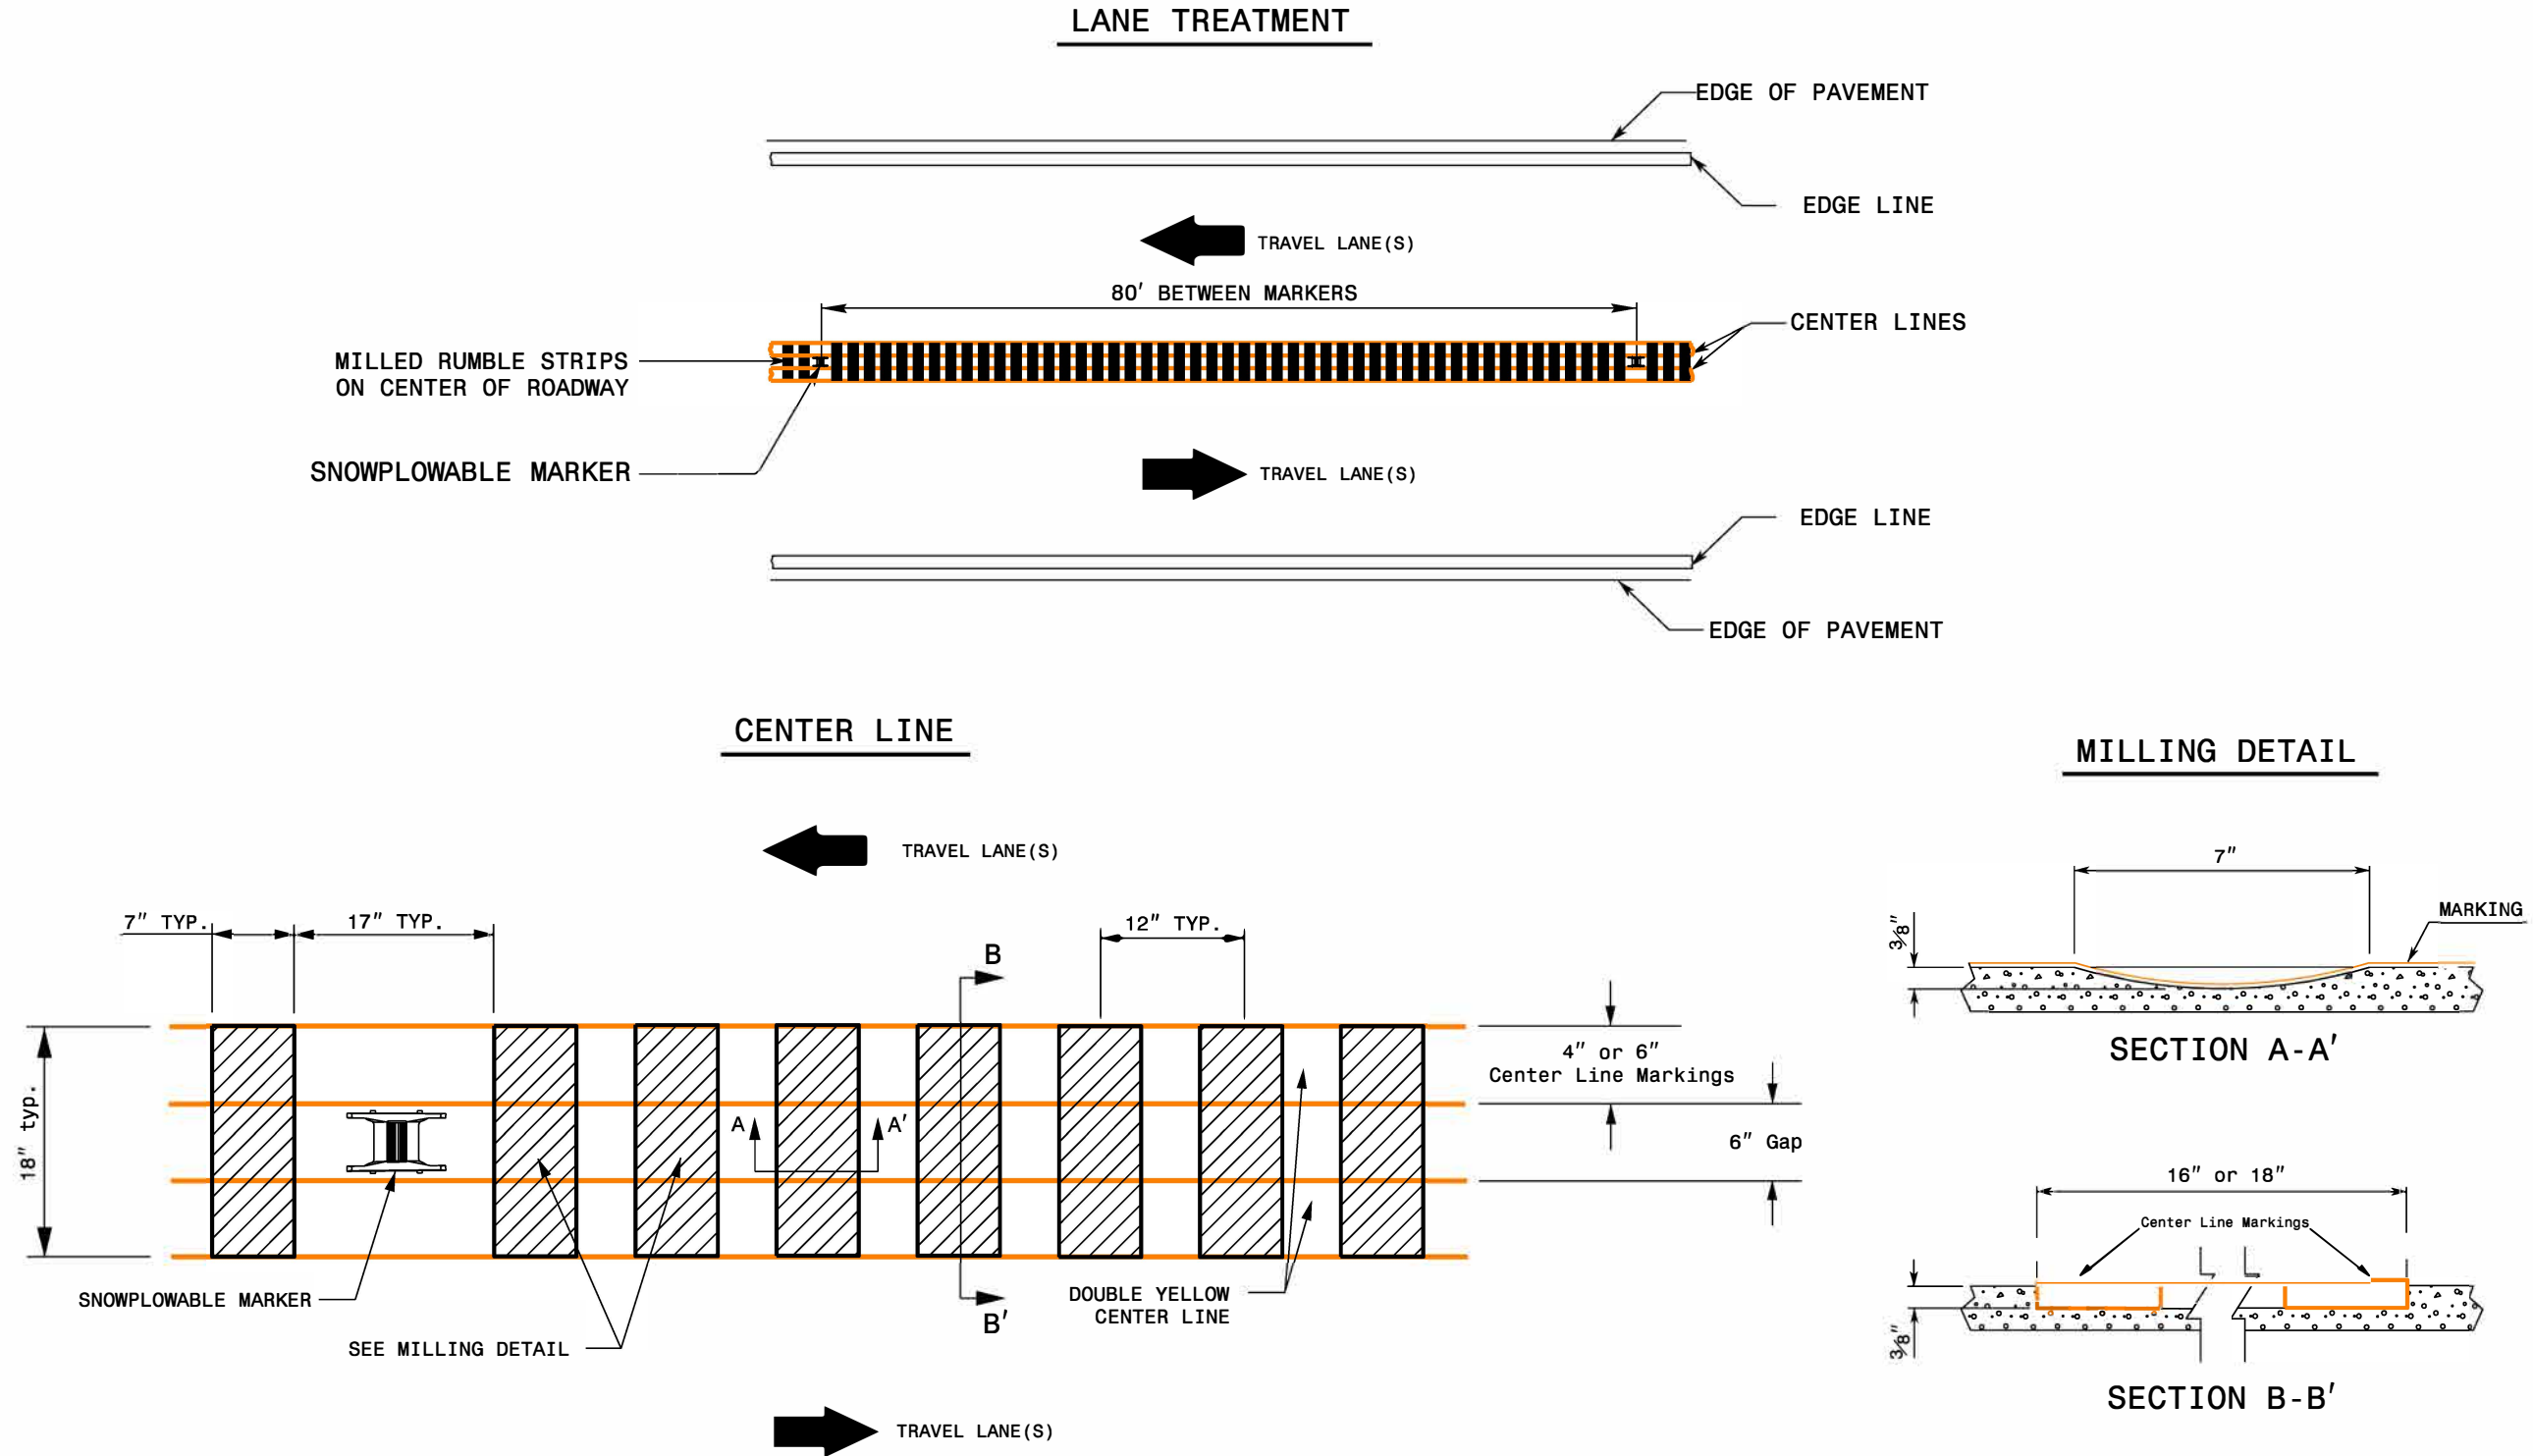 LANE TREATMENT
EDGE OF PAVEMENT
EDGE LINE
TRAVEL LANE(S)
80' BETWEEN MARKERS
CENTER LINES
MILLED RUMBLE STRIPS
ON CENTER OF ROADWAY
SNOWPLOWABLE MARKER
TRAVEL LANE(S)
EDGE LINE
EDGE OF PAVEMENT
CENTER LINE
TRAVEL LANE(S)
7" TYP.
17" TYP.
12" TYP.
B
18" typ.
A
A'
4" or 6"
Center Line Markings
6" Gap
SNOWPLOWABLE MARKER
SEE MILLING DETAIL
B'
DOUBLE YELLOW
CENTER LINE
TRAVEL LANE(S)
MILLING DETAIL
7"
MARKING
3/8"
SECTION A-A'
16" or 18"
Center Line Markings
3/8"
SECTION B-B'